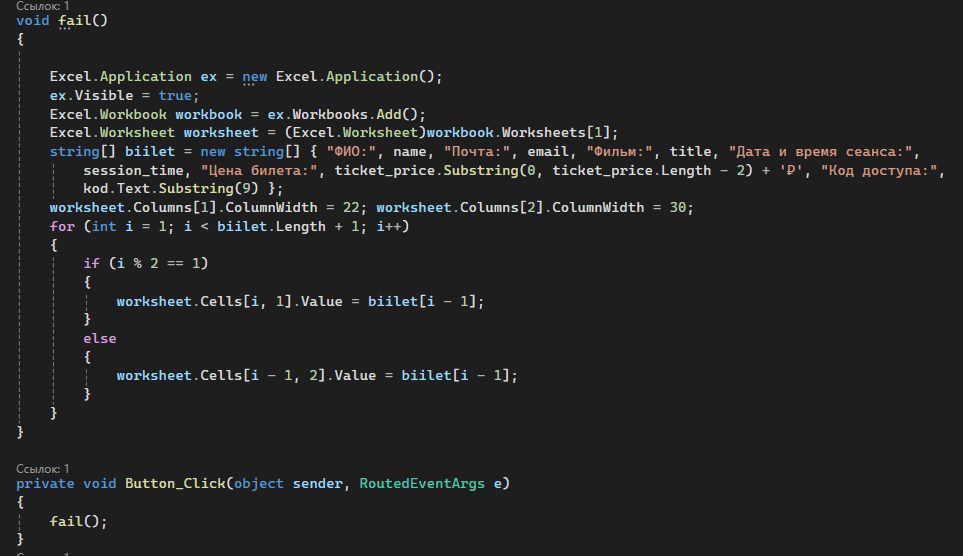 Ссылок: 1
void fail()
{
Excel.Application ex = new Excel.Application();
ex.Visible = true;
Excel.Workbook workbook = ex.Workbooks.Add();
Excel.Worksheet worksheet = (Excel.Worksheet)workbook.Worksheets[1];
string[] biilet = new string[] { "ФИО:", name, "Почта:", email, "Фильм:", title, "Дата и время сеанса:",
session_time, "Цена билета:", ticket_price.Substring(0, ticket_price.Length - 2) + '₽', "Код доступа:",
kod.Text.Substring(9) };
worksheet.Columns[1].ColumnWidth = 22; worksheet.Columns[2].ColumnWidth = 30;
for (int i = 1; i < biilet.Length + 1; i++)
{
if (i % 2 == 1)
{
worksheet.Cells[i, 1].Value = biilet[i - 1];
}
else
{
worksheet.Cells[i - 1, 2].Value = biilet[i - 1];
}
}
}
Ссылок: 1
private void Button_Click(object sender, RoutedEventArgs e)
{
fail();
}